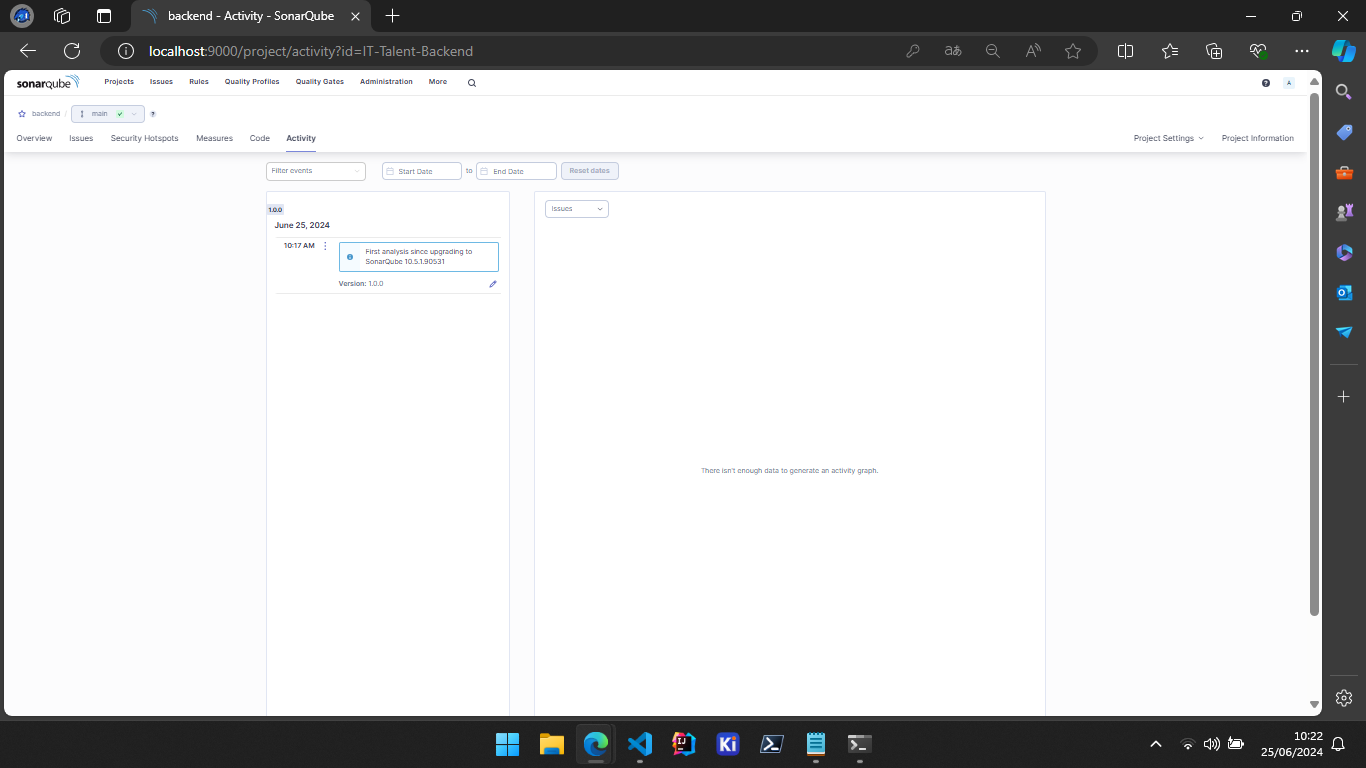 backend - Activity - SonarQube
localhost:9000/project/activity?id=IT-Talent-Backend
sonarqube Projects Issues Rules Quality Profiles Quality Gates Administration More A
backend / main
Overview Issues Security Hotspots Measures Code Activity Project Settings Project Information
Filter events Start Date to End Date Reset dates
1.0.0
Issues
June 25, 2024
10:17 AM
First analysis since upgrading to
SonarQube 10.5.1.90531
Version: 1.0.0
There isn't enough data to generate an activity graph.
10:22
25/06/2024